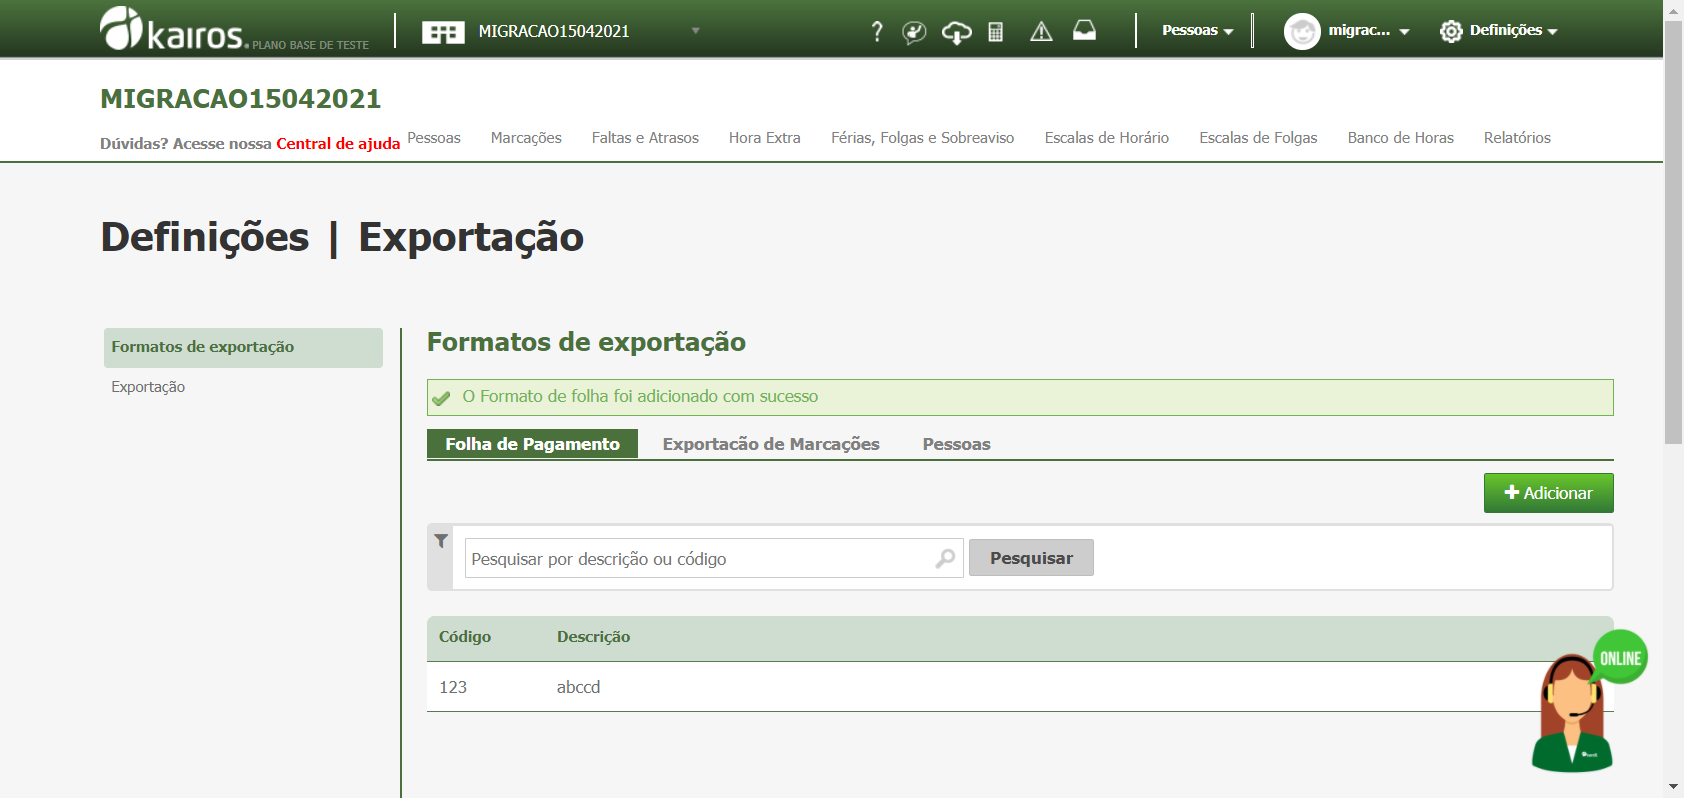 kairos. PLANO BASE DE TESTE
MIGRACAO15042021
?
Pessoas
migrac...
Definições
MIGRACAO15042021
Dúvidas? Acesse nossa Central de ajuda
Pessoas Marcações Faltas e Atrasos Hora Extra Férias, Folgas e Sobreaviso Escalas de Horário Escalas de Folgas Banco de Horas Relatórios
Definições | Exportação
Formatos de exportação
Exportação
Formatos de exportação
O Formato de folha foi adicionado com sucesso
Folha de Pagamento Exportacão de Marcações Pessoas
Adicionar
Pesquisar por descrição ou código
Pesquisar
Código Descrição
123 abccd
ONLINE